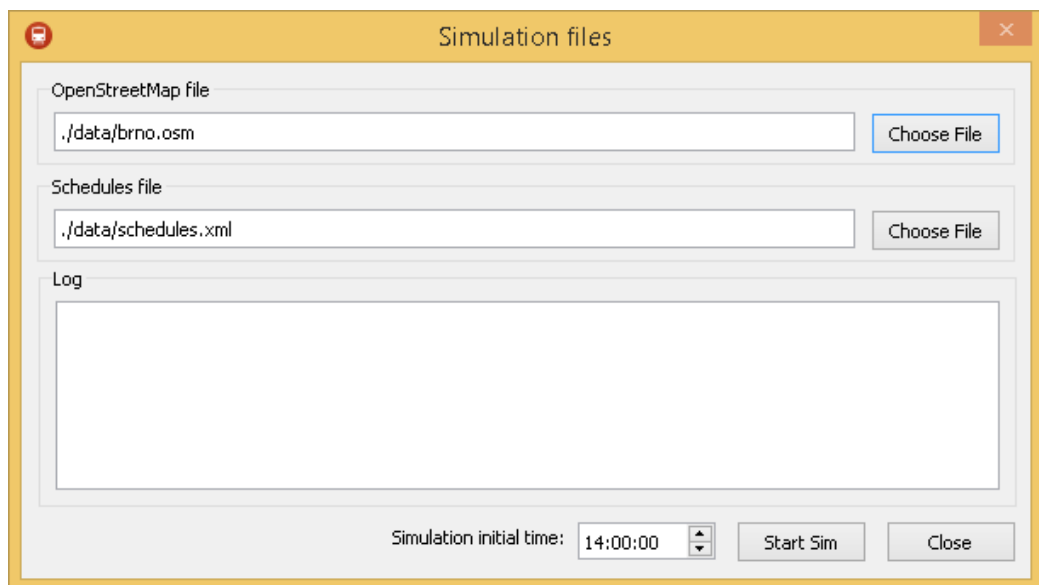 Simulation files
OpenStreetMap file
./data/brno.osm Choose File
Schedules file
./data/schedules.xml Choose File
Log
Simulation initial time: 14:00:00 Start Sim Close